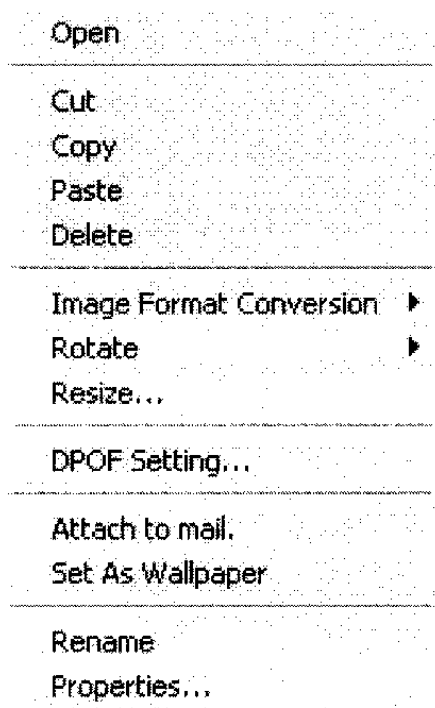 Open
Cut
Copy
Paste
Delete
Image Format Conversion
Rotate
Resize...
DPOF Setting...
Attach to mail.
Set As Wallpaper
Rename
Properties...